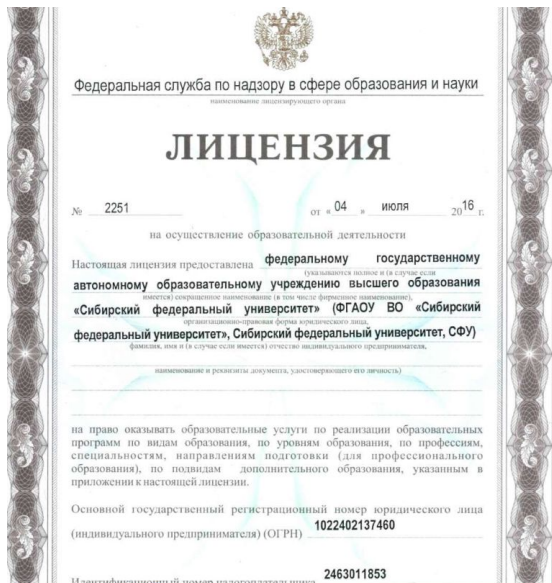 Федеральная служба по надзору в сфере образования и науки
наименование лицензирующего органа
ЛИЦЕНЗИЯ
№ 2251 от « 04 » июля 2016 г.
на осуществление образовательной деятельности
Настоящая лицензия предоставлена федеральному государственному
(указываются полное и (в случае если
автономному образовательному учреждению высшего образования
имеется) сокращенное наименование (в том числе фирменное наименование),
«Сибирский федеральный университет» (ФГАОУ ВО «Сибирский
организационно-правовая форма юридического лица,
федеральный университет», Сибирский федеральный университет, СФУ)
фамилия, имя и (в случае если имеется) отчество индивидуального предпринимателя,
наименование и реквизиты документа, удостоверяющего его личность)
на право оказывать образовательные услуги по реализации образовательных
программ по видам образования, по уровням образования, по профессиям,
специальностям, направлениям подготовки (для профессионального
образования), по подвидам дополнительного образования, указанным в
приложении к настоящей лицензии.
Основной государственный регистрационный номер юридического лица
(индивидуального предпринимателя) (ОГРН) 1022402137460
Идентификационный номер налогоплательщика 2463011853